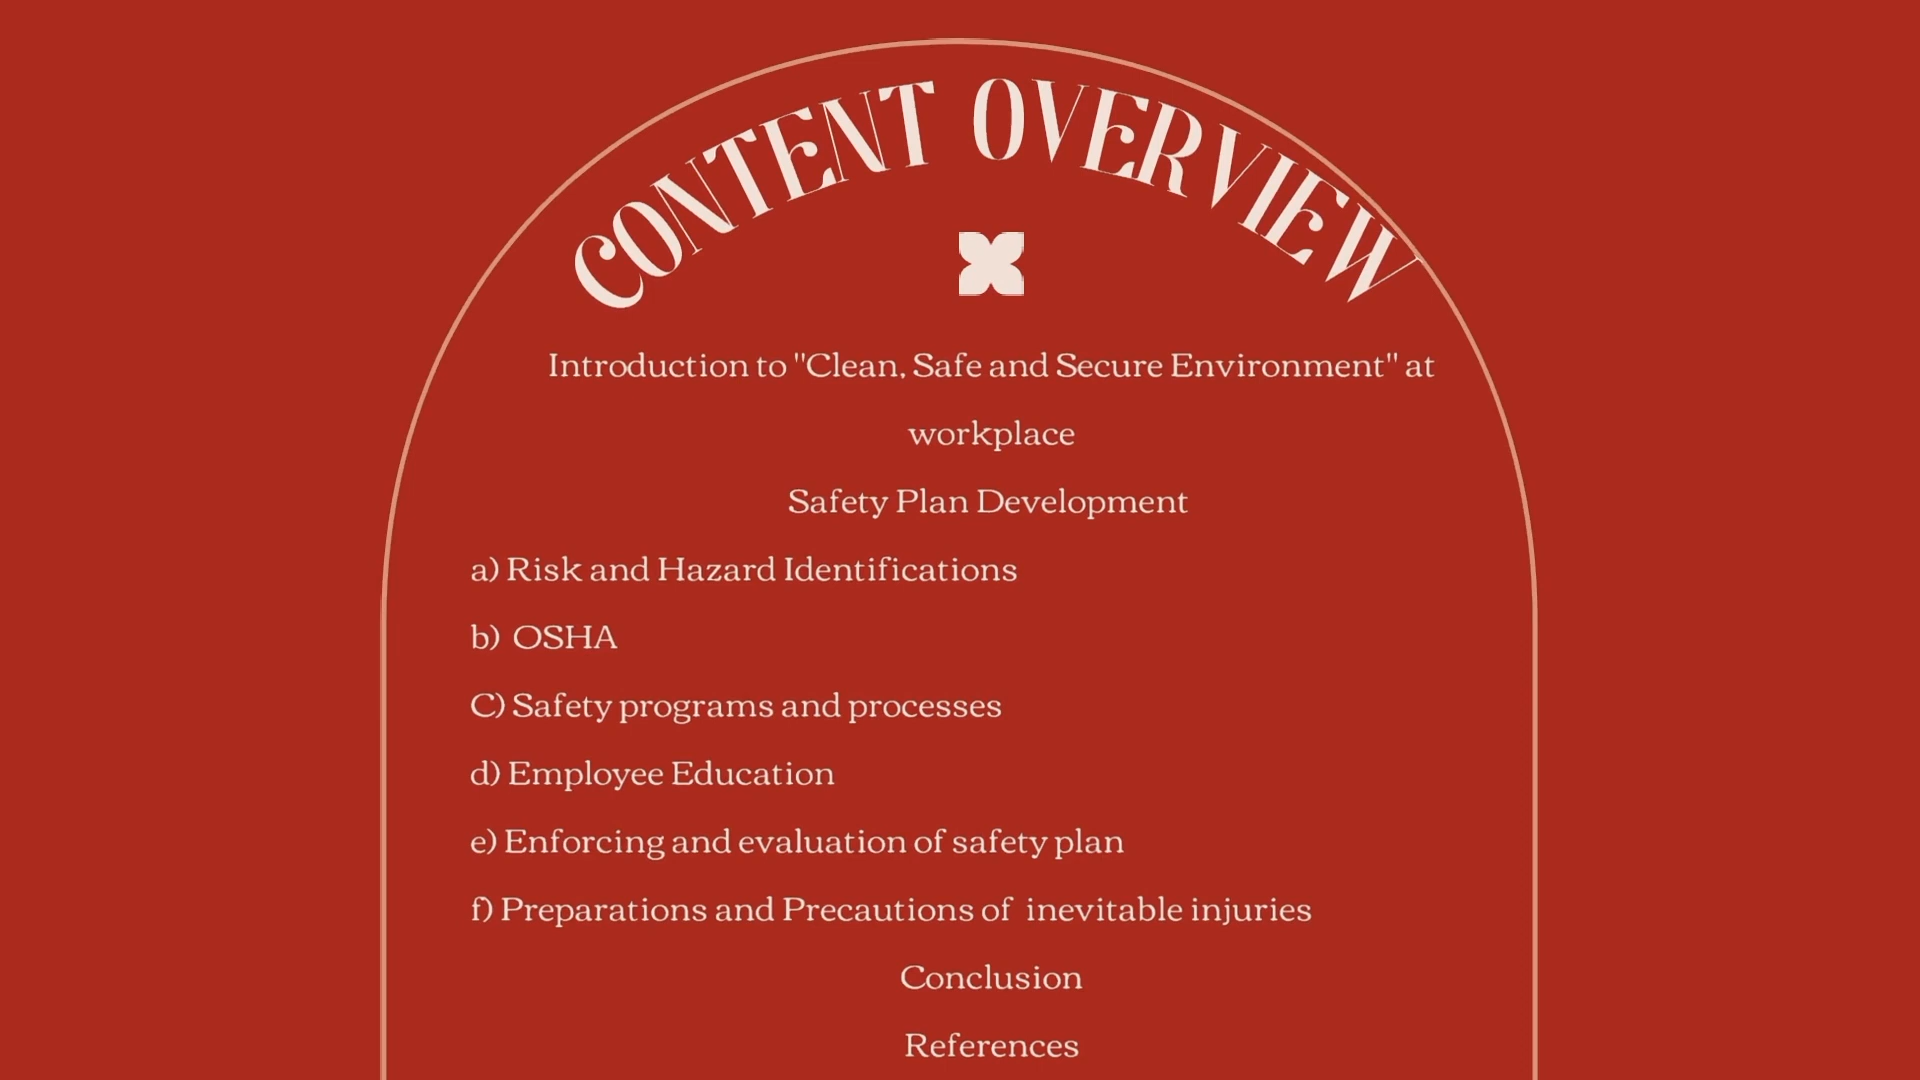 CONTENT OVERVIEW
Introduction to "Clean, Safe and Secure Environment" at
workplace
Safety Plan Development
a) Risk and Hazard Identifications
b) OSHA
C) Safety programs and processes
d) Employee Education
e) Enforcing and evaluation of safety plan
f) Preparations and Precautions of inevitable injuries
Conclusion
References